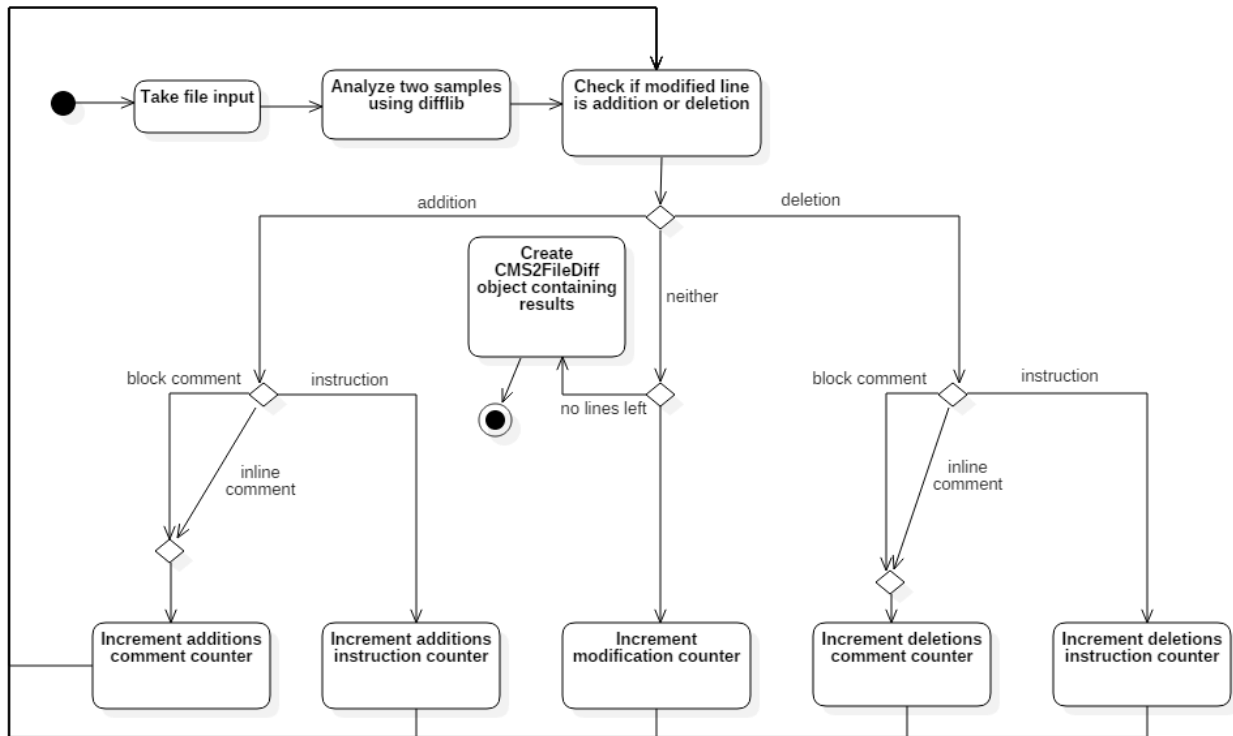 Take file input
Analyze two samples
using difflib
Check if modified line
is addition or deletion
addition
deletion
Create
CMS2FileDiff
object containing
results
neither
block comment
instruction
no lines left
block comment
instruction
inline
comment
inline
comment
Increment additions
comment counter
Increment additions
instruction counter
Increment
modification counter
Increment deletions
comment counter
Increment deletions
instruction counter